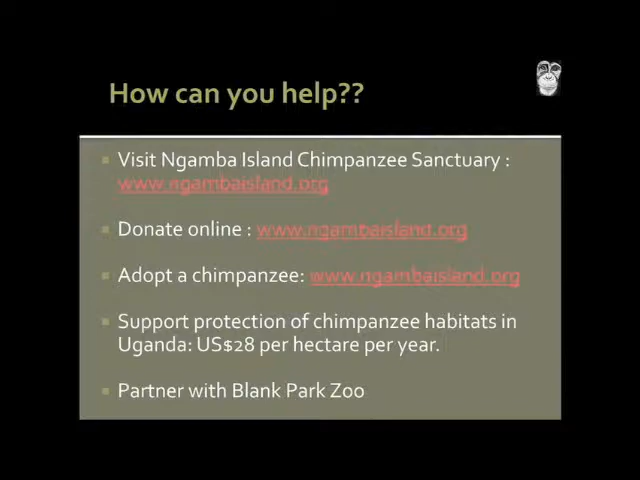 How can you help??
Visit Ngamba Island Chimpanzee Sanctuary :
www.ngambaisland.org
Donate online : www.ngambaisland.org
Adopt a chimpanzee: www.ngambaisland.org
Support protection of chimpanzee habitats in
Uganda: US$28 per hectare per year.
Partner with Blank Park Zoo